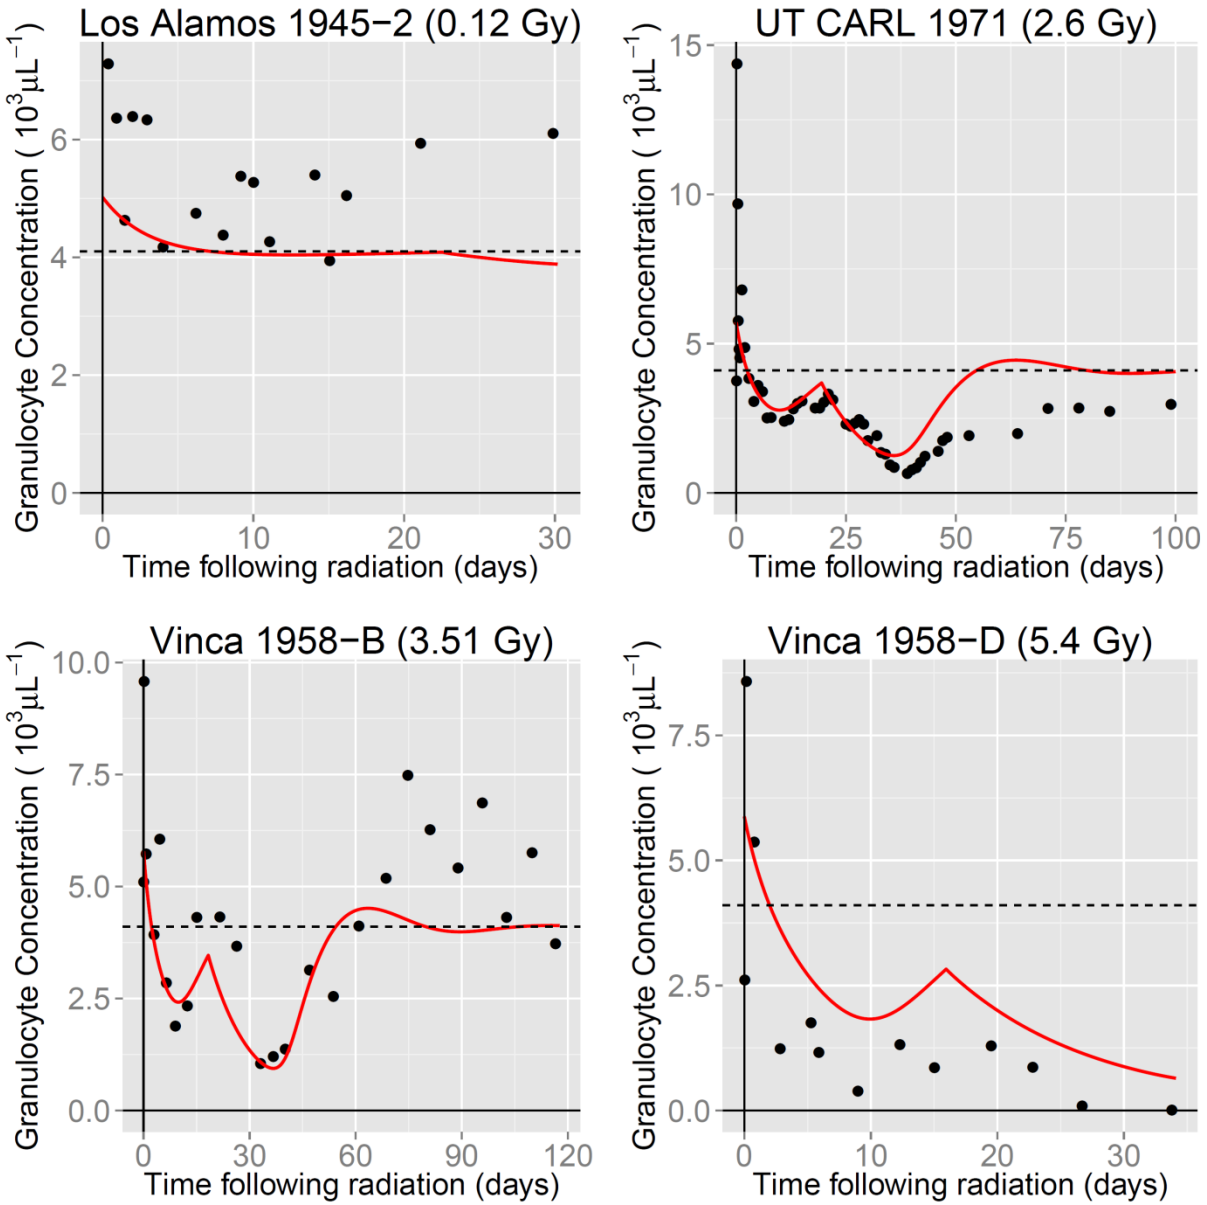 Los Alamos 1945−2 (0.12 Gy)
Granulocyte Concentration ( 10³μL⁻¹)
6
4
2
0
0 10 20 30
Time following radiation (days)
UT CARL 1971 (2.6 Gy)
Granulocyte Concentration ( 10³μL⁻¹)
15
10
5
0
0 25 50 75 100
Time following radiation (days)
Vinca 1958−B (3.51 Gy)
Granulocyte Concentration ( 10³μL⁻¹)
10.0
7.5
5.0
2.5
0.0
0 30 60 90 120
Time following radiation (days)
Vinca 1958−D (5.4 Gy)
Granulocyte Concentration ( 10³μL⁻¹)
7.5
5.0
2.5
0.0
0 10 20 30
Time following radiation (days)